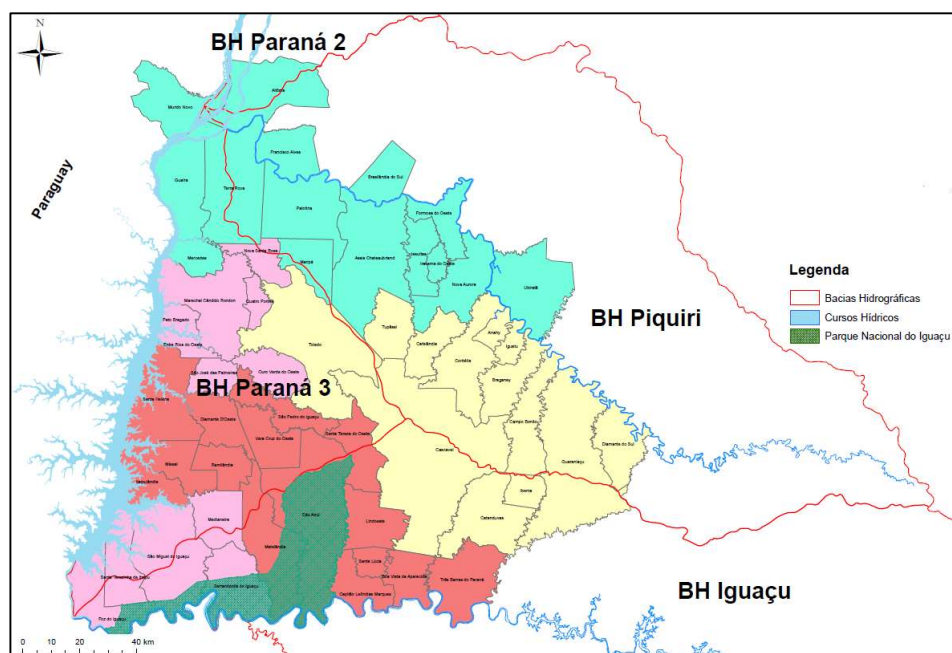 N
BH Paraná 2
Altônia
Mundo Novo
Paraguay
Francisco Alves
Guaíra
Terra Roxa
Brasilândia do Sul
Palotina
Formosa do Oeste
Jesuítas
Assis Chateaubriand
Iracema do Oeste
Nova Santa Rosa
Mercedes
Maripá
Nova Aurora
Ubiratã
Legenda
Bacias Hidrográficas
Cursos Hídricos
Parque Nacional do Iguaçu
Marechal Cândido Rondon
Quatro Pontes
Pato Bragado
Tupãssi
BH Piquiri
Anahy
Entre Rios do Oeste
Toledo
Cafelândia
Iguatu
Corbélia
São José das Palmeiras
Ouro Verde do Oeste
Braganey
BH Paraná 3
Santa Helena
São Pedro do Iguaçu
Diamante D'Oeste
Campo Bonito
Vera Cruz do Oeste
Santa Tereza do Oeste
Diamante do Sul
Cascavel
Guaraniaçu
Missal
Ramilândia
Itaipulândia
Ibema
Medianeira
Céu Azul
Catanduvas
Lindoeste
São Miguel do Iguaçu
Matelândia
Santa Lúcia
Santa Terezinha de Itaipu
Serranópolis do Iguaçu
Boa Vista da Aparecida
Três Barras do Paraná
Capitão Leônidas Marques
BH Iguaçu
Foz do Iguaçu
0 10 20 40 km